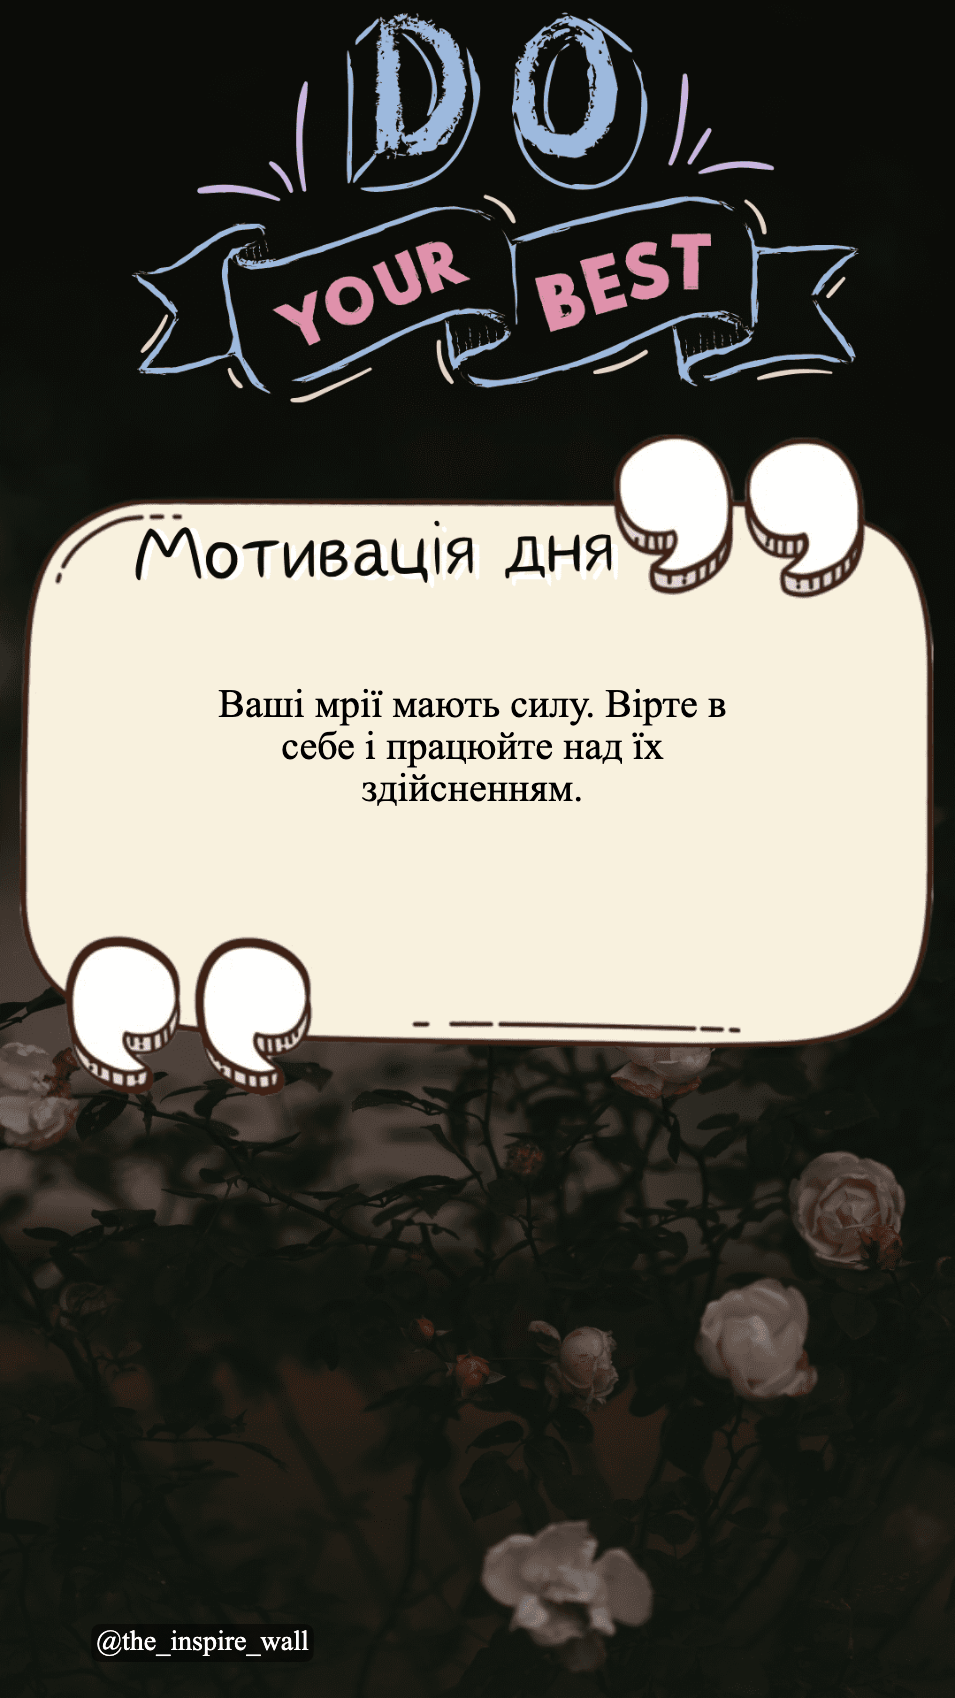 DO
YOUR BEST
Мотивація дня
Ваші мрії мають силу. Вірте в
себе і працюйте над їх
здійсненням.
@the_inspire_wall